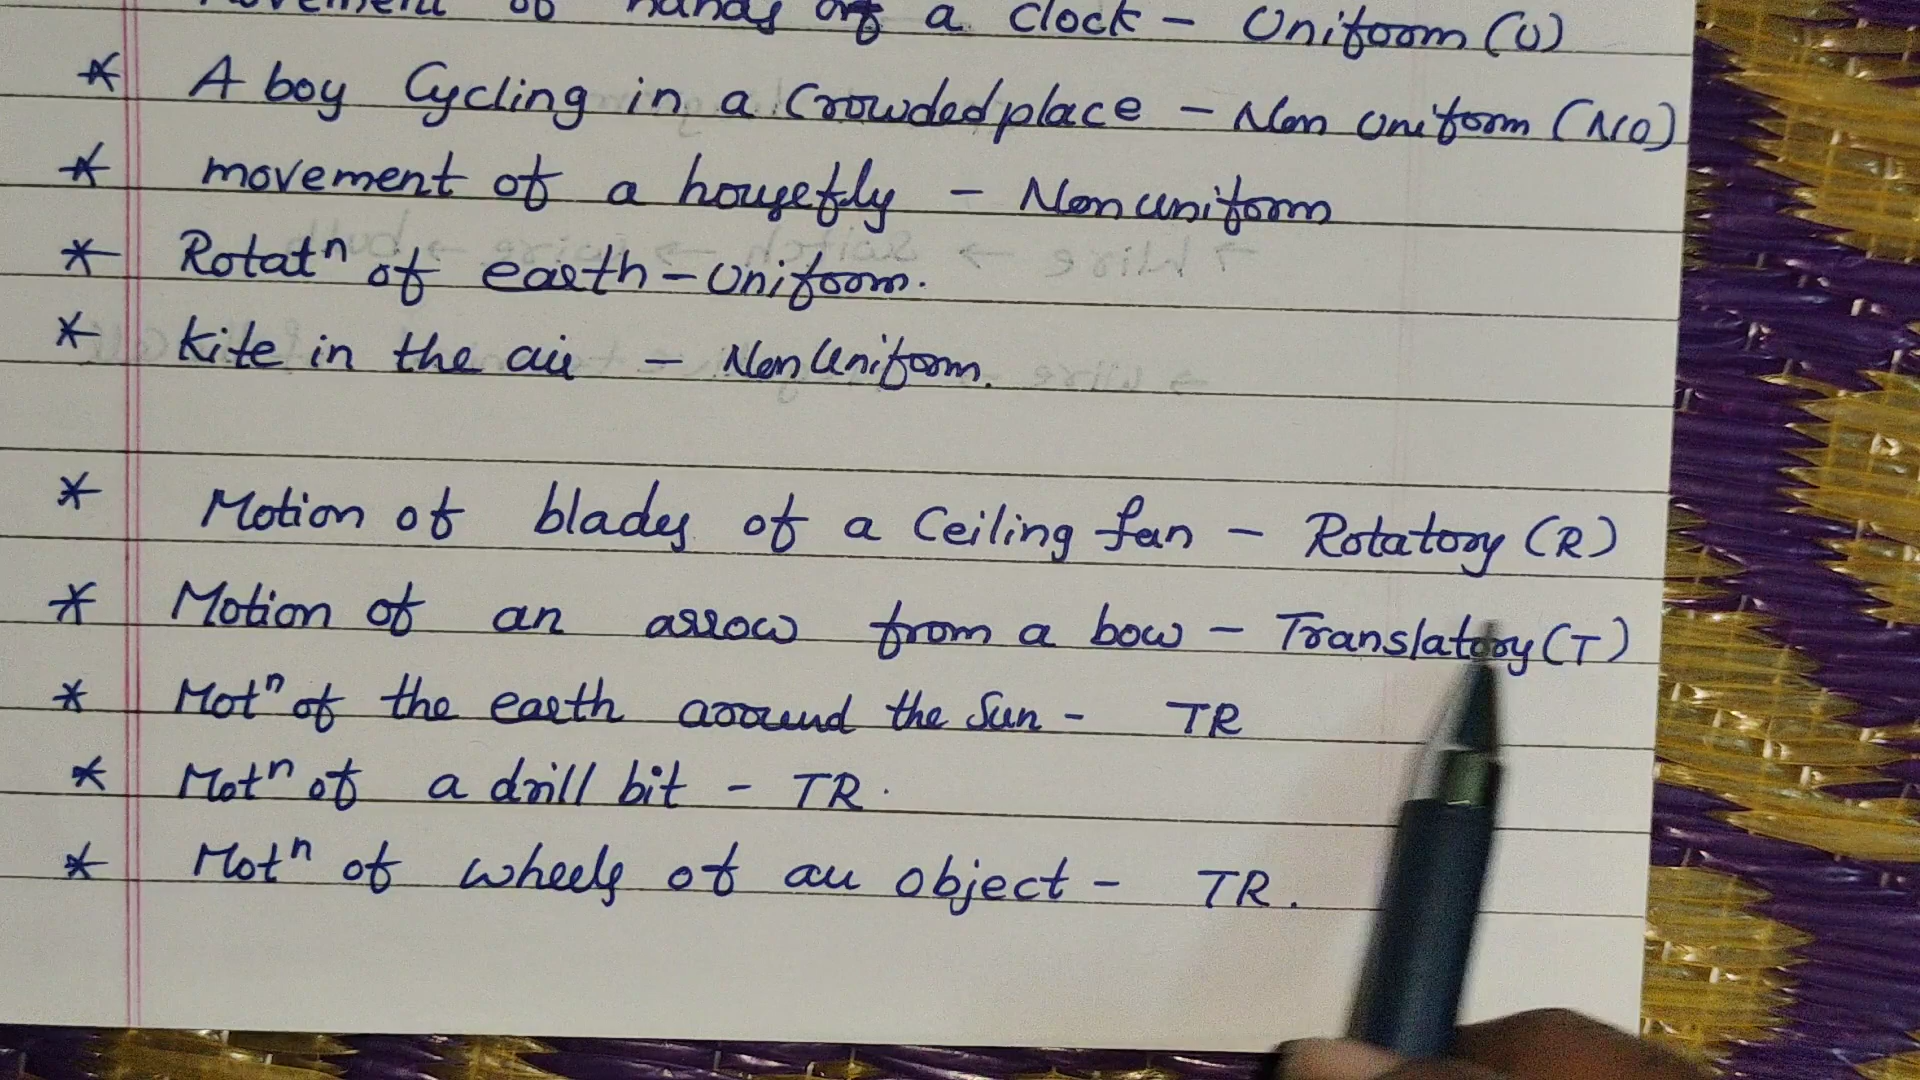 movement of hands of a clock - Uniform (U)
* A boy Cycling in a Crowded place - Non uniform (NU)
* movement of a housefly - Non uniform
* Rotatⁿ of earth - Uniform.
* Kite in the air - Non Uniform.
* Motion of blades of a Ceiling fan - Rotatory (R)
* Motion of an arrow from a bow - Translatory (T)
* Motⁿ of the earth around the Sun - TR
* Motⁿ of a drill bit - TR.
* Motⁿ of wheels of an object - TR.